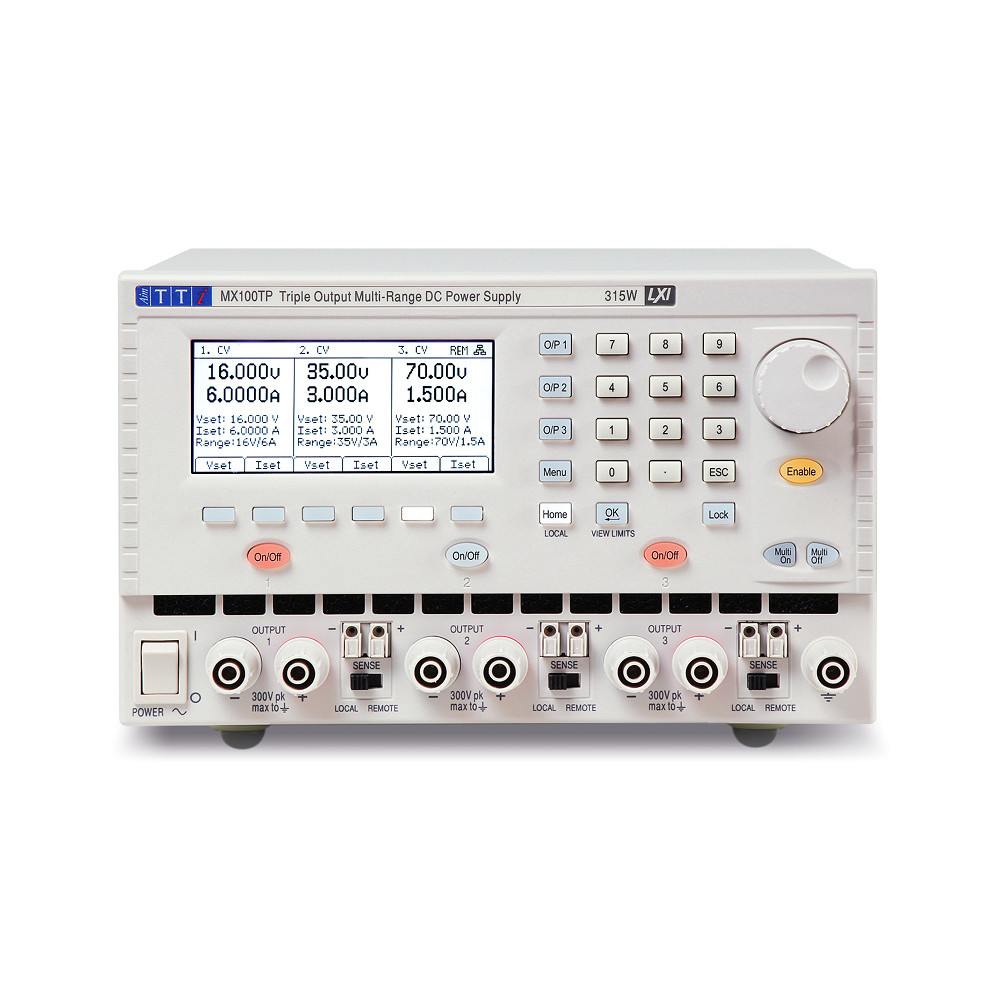 Aim TTi MX100TP Triple Output Multi-Range DC Power Supply 315W LXI
1. CV 2. CV 3. CV REM
16.000v 35.00v 70.00v
6.0000A 3.000A 1.500A
Vset: 16.000 V Vset: 35.00 V Vset: 70.00 V
Iset: 6.0000 A Iset: 3.000 A Iset: 1.500 A
Range:16V/6A Range:35V/3A Range:70V/1.5A
Vset Iset Vset Iset Vset Iset
O/P 1 7 8 9
O/P 2 4 5 6
O/P 3 1 2 3
Menu 0 . ESC
Enable
Home OK Lock
LOCAL VIEW LIMITS
On/Off On/Off On/Off
1 2 3
Multi On Multi Off
OUTPUT 1 - + OUTPUT 2 - + OUTPUT 3 - +
SENSE SENSE SENSE
I
O
- 300V pk max to + - 300V pk max to + - 300V pk max to +
LOCAL REMOTE LOCAL REMOTE LOCAL REMOTE
POWER